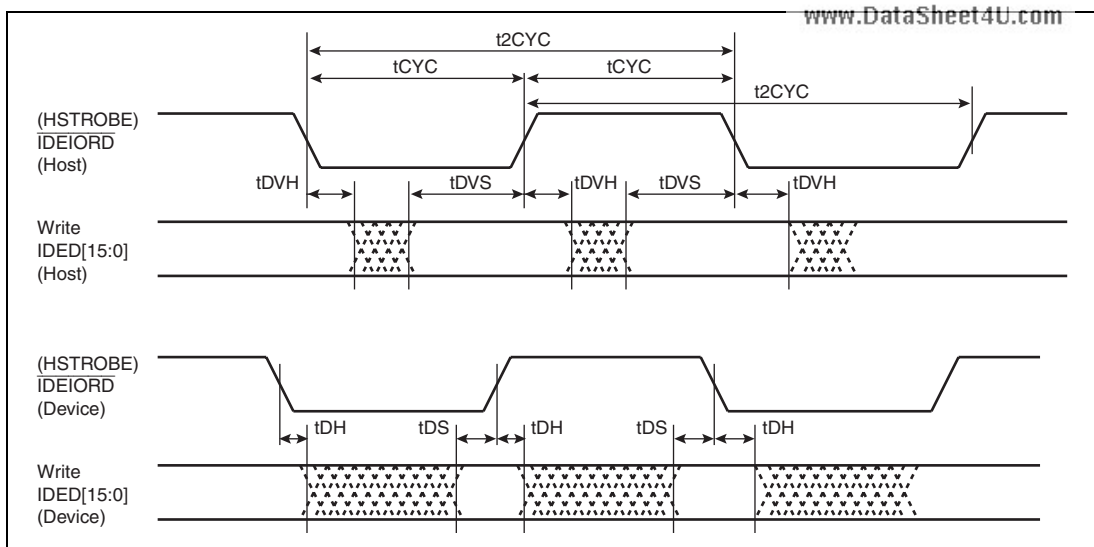 www.DataSheet4U.com
t2CYC
tCYC tCYC
t2CYC
(HSTROBE)
IDEIORD
(Host)
tDVH tDVS tDVH tDVS tDVH
Write
IDED[15:0]
(Host)
(HSTROBE)
IDEIORD
(Device)
tDH tDS tDH tDS tDH
Write
IDED[15:0]
(Device)